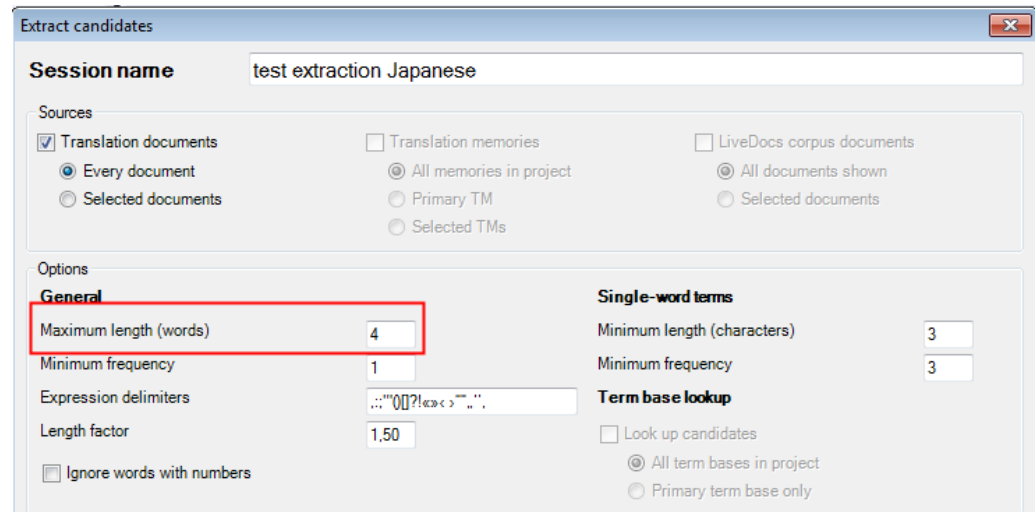 Extract candidates
Session name test extraction Japanese
Sources
Translation documents Translation memories LiveDocs corpus documents
Every document All memories in project All documents shown
Selected documents Primary TM Selected documents
Selected TMs
Options
General Single-word terms
Maximum length (words) 4 Minimum length (characters) 3
Minimum frequency 1 Minimum frequency 3
Expression delimiters Term base lookup
Length factor 1,50 Look up candidates
All term bases in project
Ignore words with numbers
Primary term base only